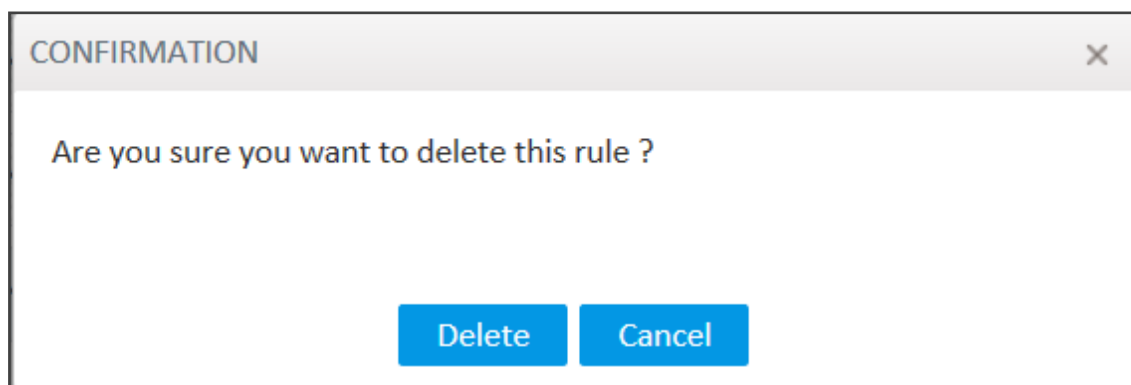 CONFIRMATION
Are you sure you want to delete this rule ?
Delete Cancel